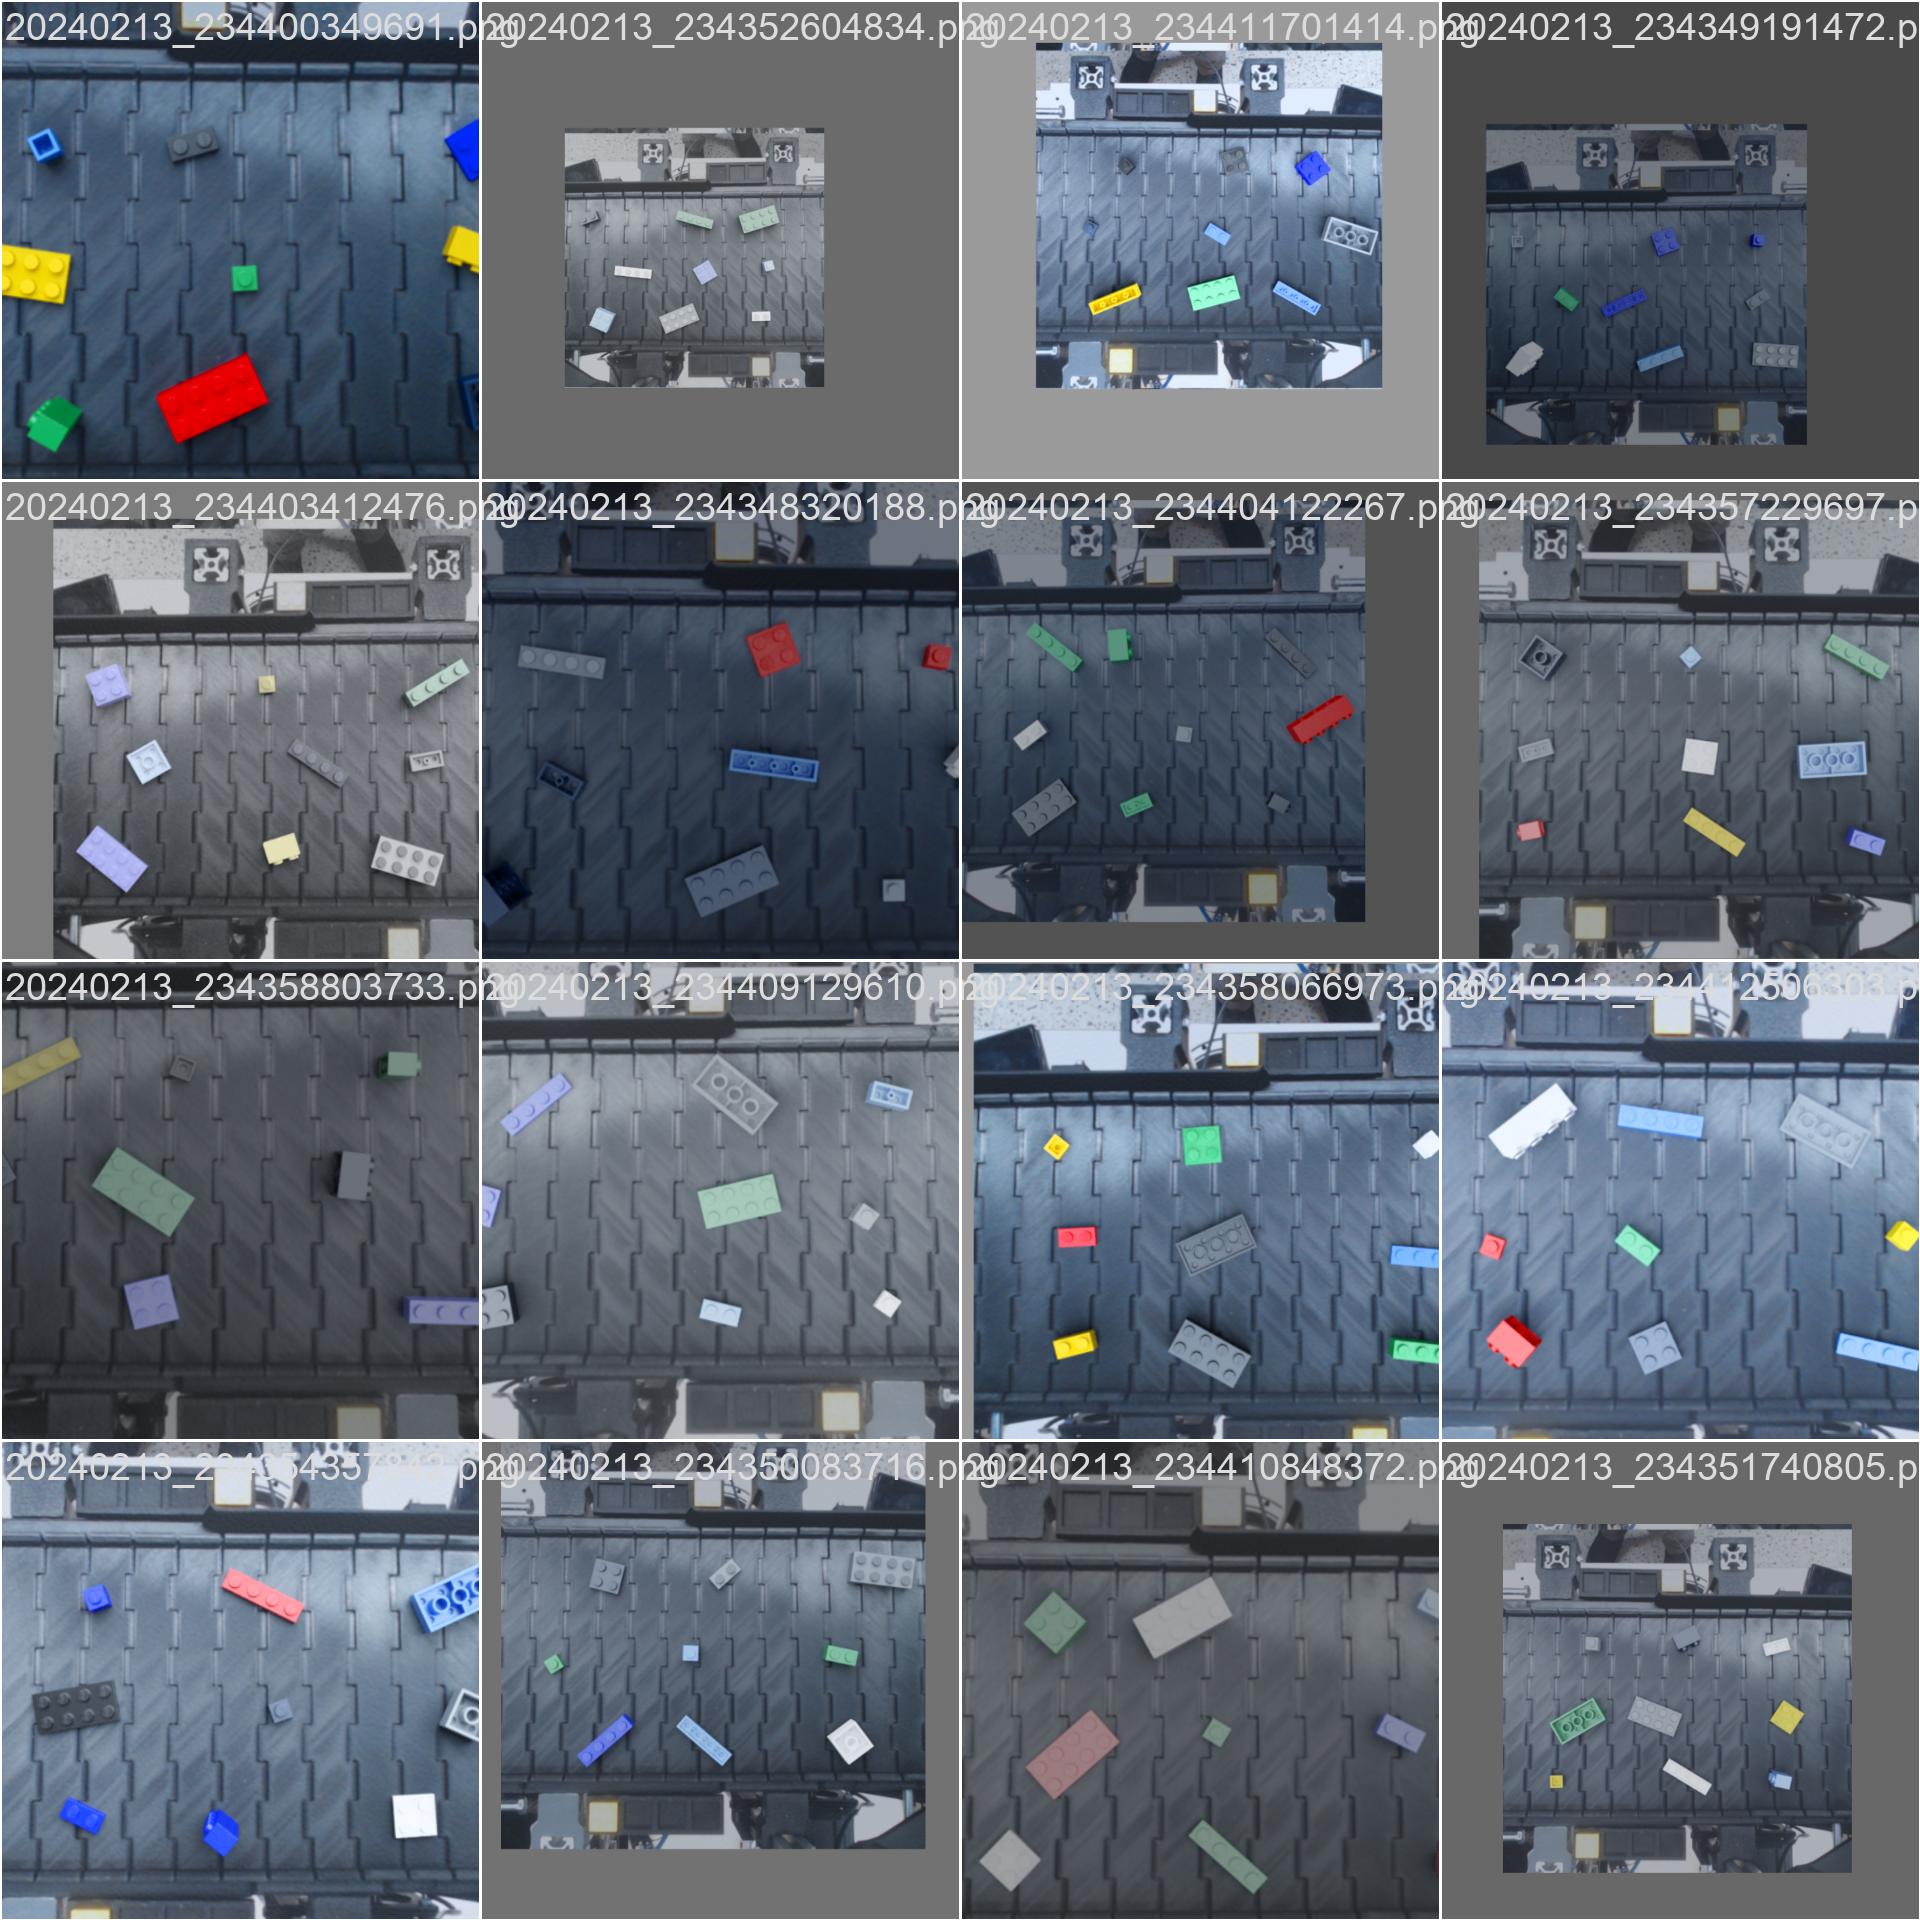 20240213_234400349691.png
20240213_234352604834.png
20240213_234411701414.png
20240213_234349191472.p
20240213_234403412476.png
20240213_234348320188.png
20240213_234404122267.png
20240213_234357229697.p
20240213_234358803733.png
20240213_234409129610.png
20240213_234358066973.png
20240213_234412506303.p
20240213_234350083716.png
20240213_234410848372.png
20240213_234351740805.p